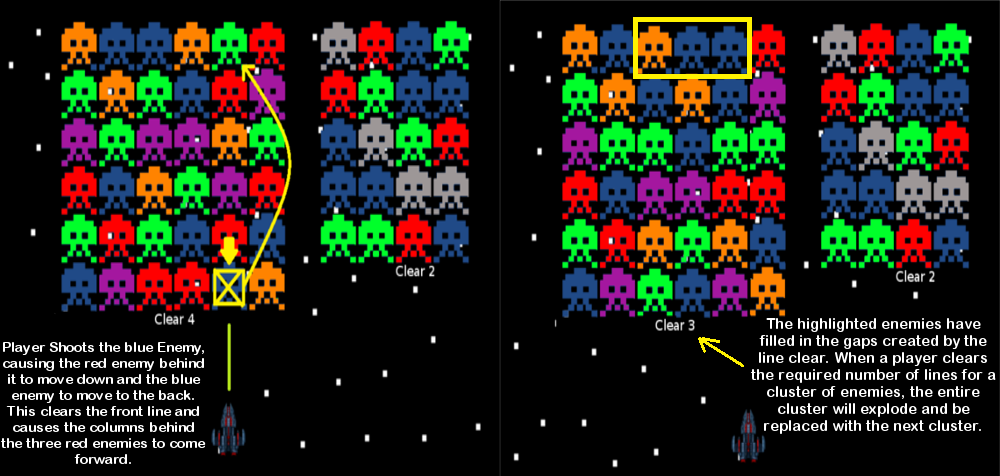 Clear 2
Clear 4
Player Shoots the blue Enemy,
causing the red enemy behind
it to move down and the blue
enemy to move to the back.
This clears the front line and
causes the columns behind
the three red enemies to come
forward.
Clear 2
Clear 3
The highlighted enemies have
filled in the gaps created by the
line clear. When a player clears
the required number of lines for a
cluster of enemies, the entire
cluster will explode and be
replaced with the next cluster.